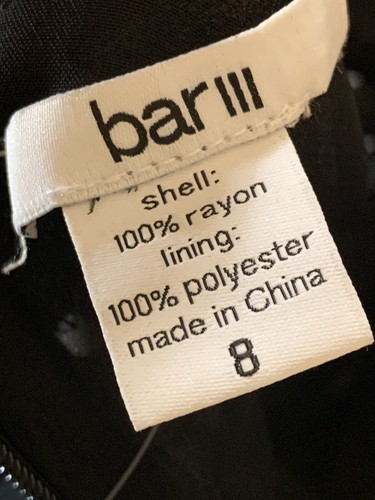 bar III
shell:
100% rayon
lining:
100% polyester
made in China
8